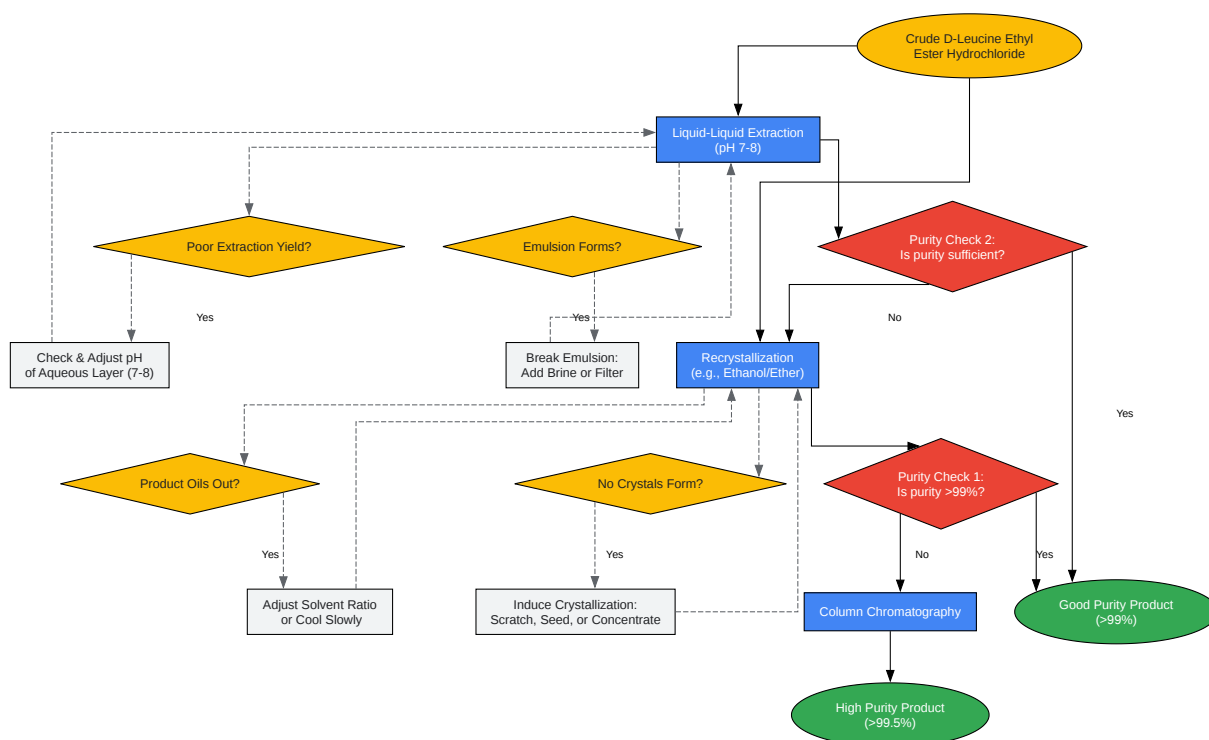 Crude D-Leucine Ethyl
Ester Hydrochloride
Liquid-Liquid Extraction
(pH 7-8)
Poor Extraction Yield?
Emulsion Forms?
Purity Check 2:
Is purity sufficient?
Yes
Yes
No
Check & Adjust pH
of Aqueous Layer (7-8)
Break Emulsion:
Add Brine or Filter
Recrystallization
(e.g., Ethanol/Ether)
Yes
Product Oils Out?
No Crystals Form?
Purity Check 1:
Is purity >99%?
Yes
Yes
No
Yes
Adjust Solvent Ratio
or Cool Slowly
Induce Crystallization:
Scratch, Seed, or Concentrate
Column Chromatography
Good Purity Product
(>99%)
High Purity Product
(>99.5%)